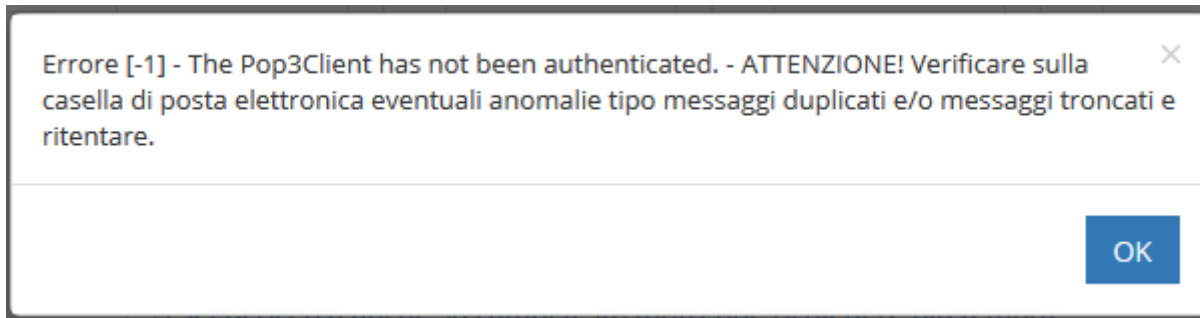 Errore [-1] - The Pop3Client has not been authenticated. - ATTENZIONE! Verificare sulla
casella di posta elettronica eventuali anomalie tipo messaggi duplicati e/o messaggi troncati e
ritentare.
OK